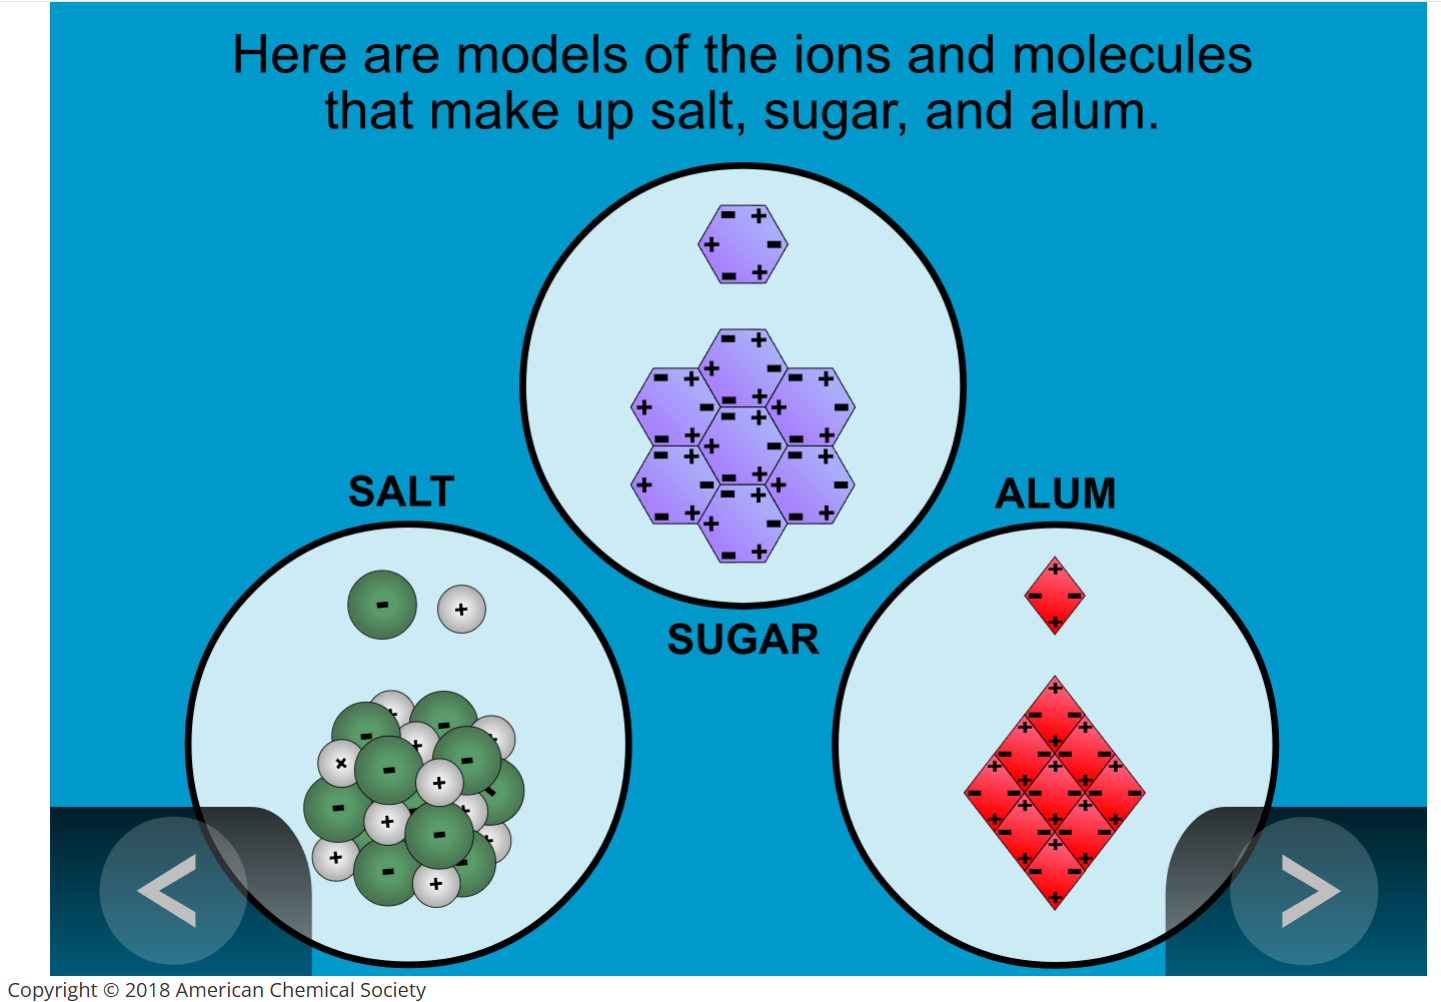 Here are models of the ions and molecules
that make up salt, sugar, and alum.
SALT
ALUM
SUGAR
Copyright © 2018 American Chemical Society